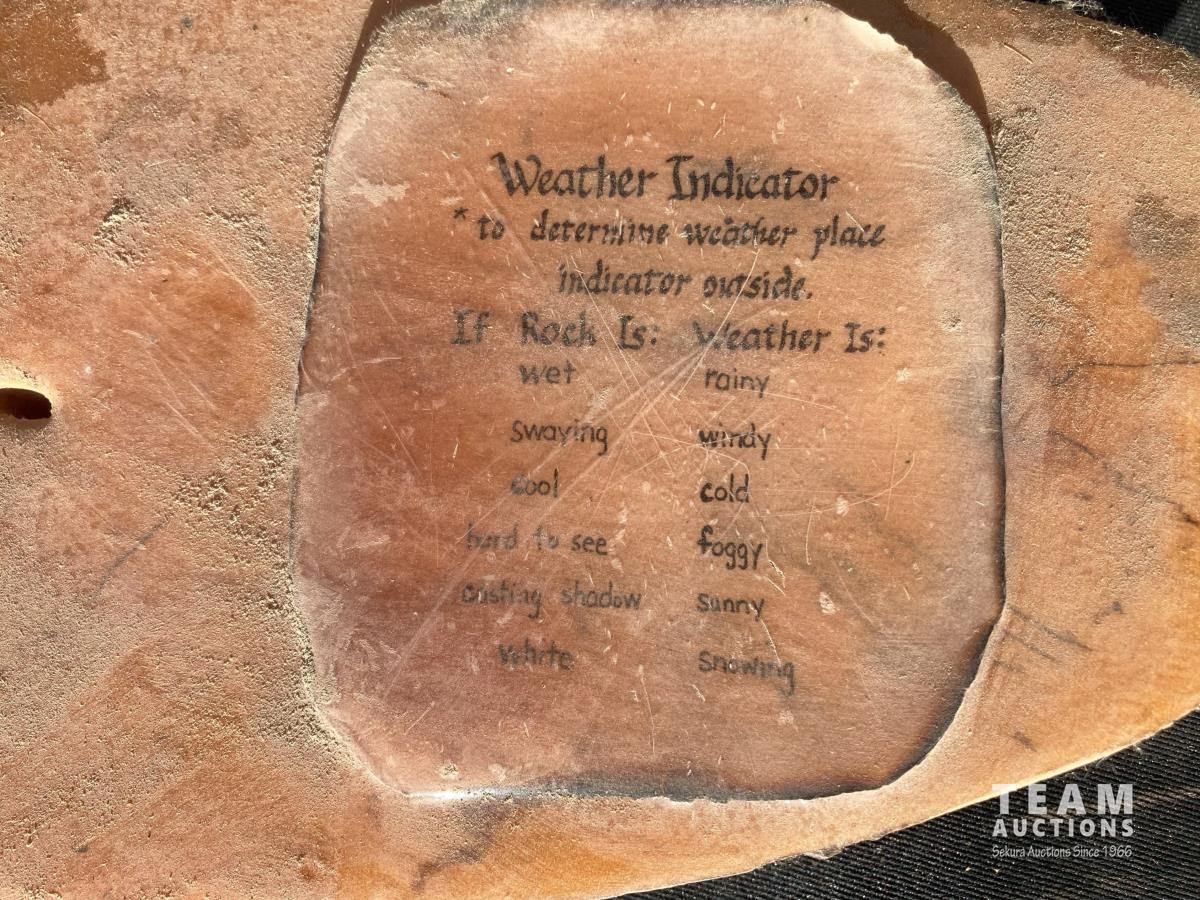 Weather Indicator
*to determine weather place
indicator outside.
If Rock Is: Weather Is:
wet rainy
swaying windy
cool cold
hard to see foggy
casting shadow sunny
white snowing
TEAM
AUCTIONS
Sekura Auctions Since 1966